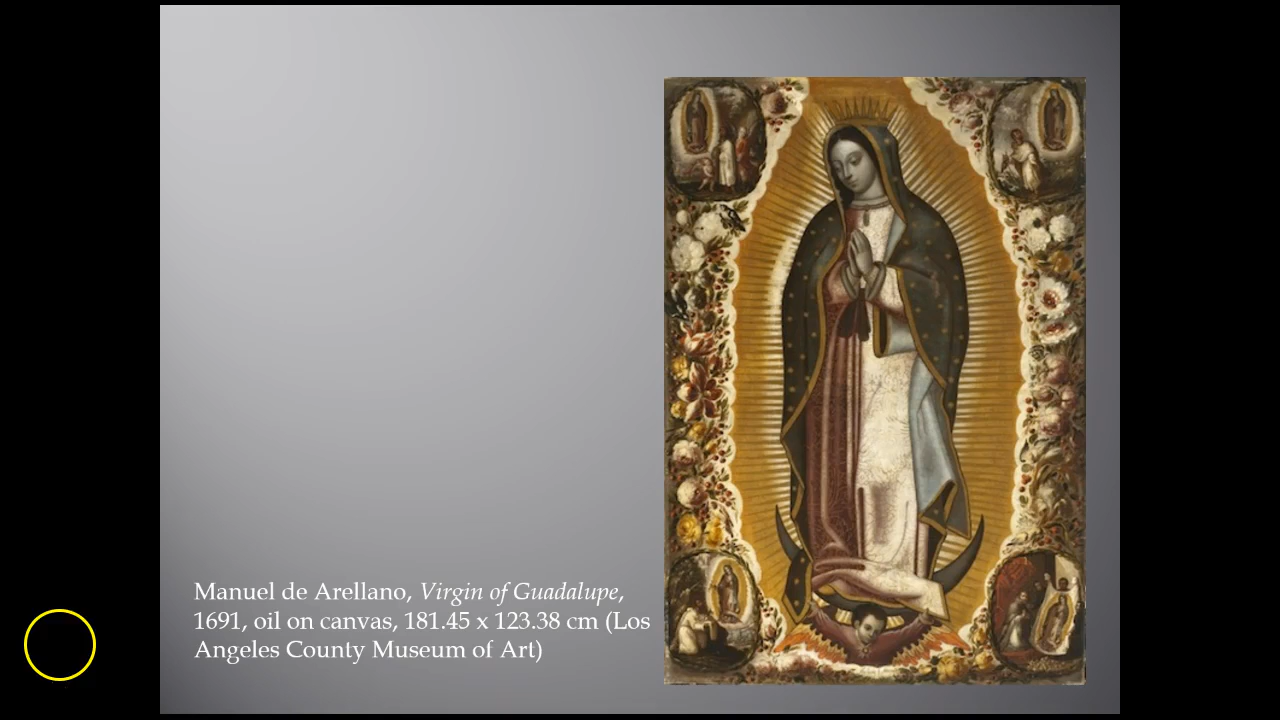 Manuel de Arellano, Virgin of Guadalupe,
1691, oil on canvas, 181.45 x 123.38 cm (Los
Angeles County Museum of Art)